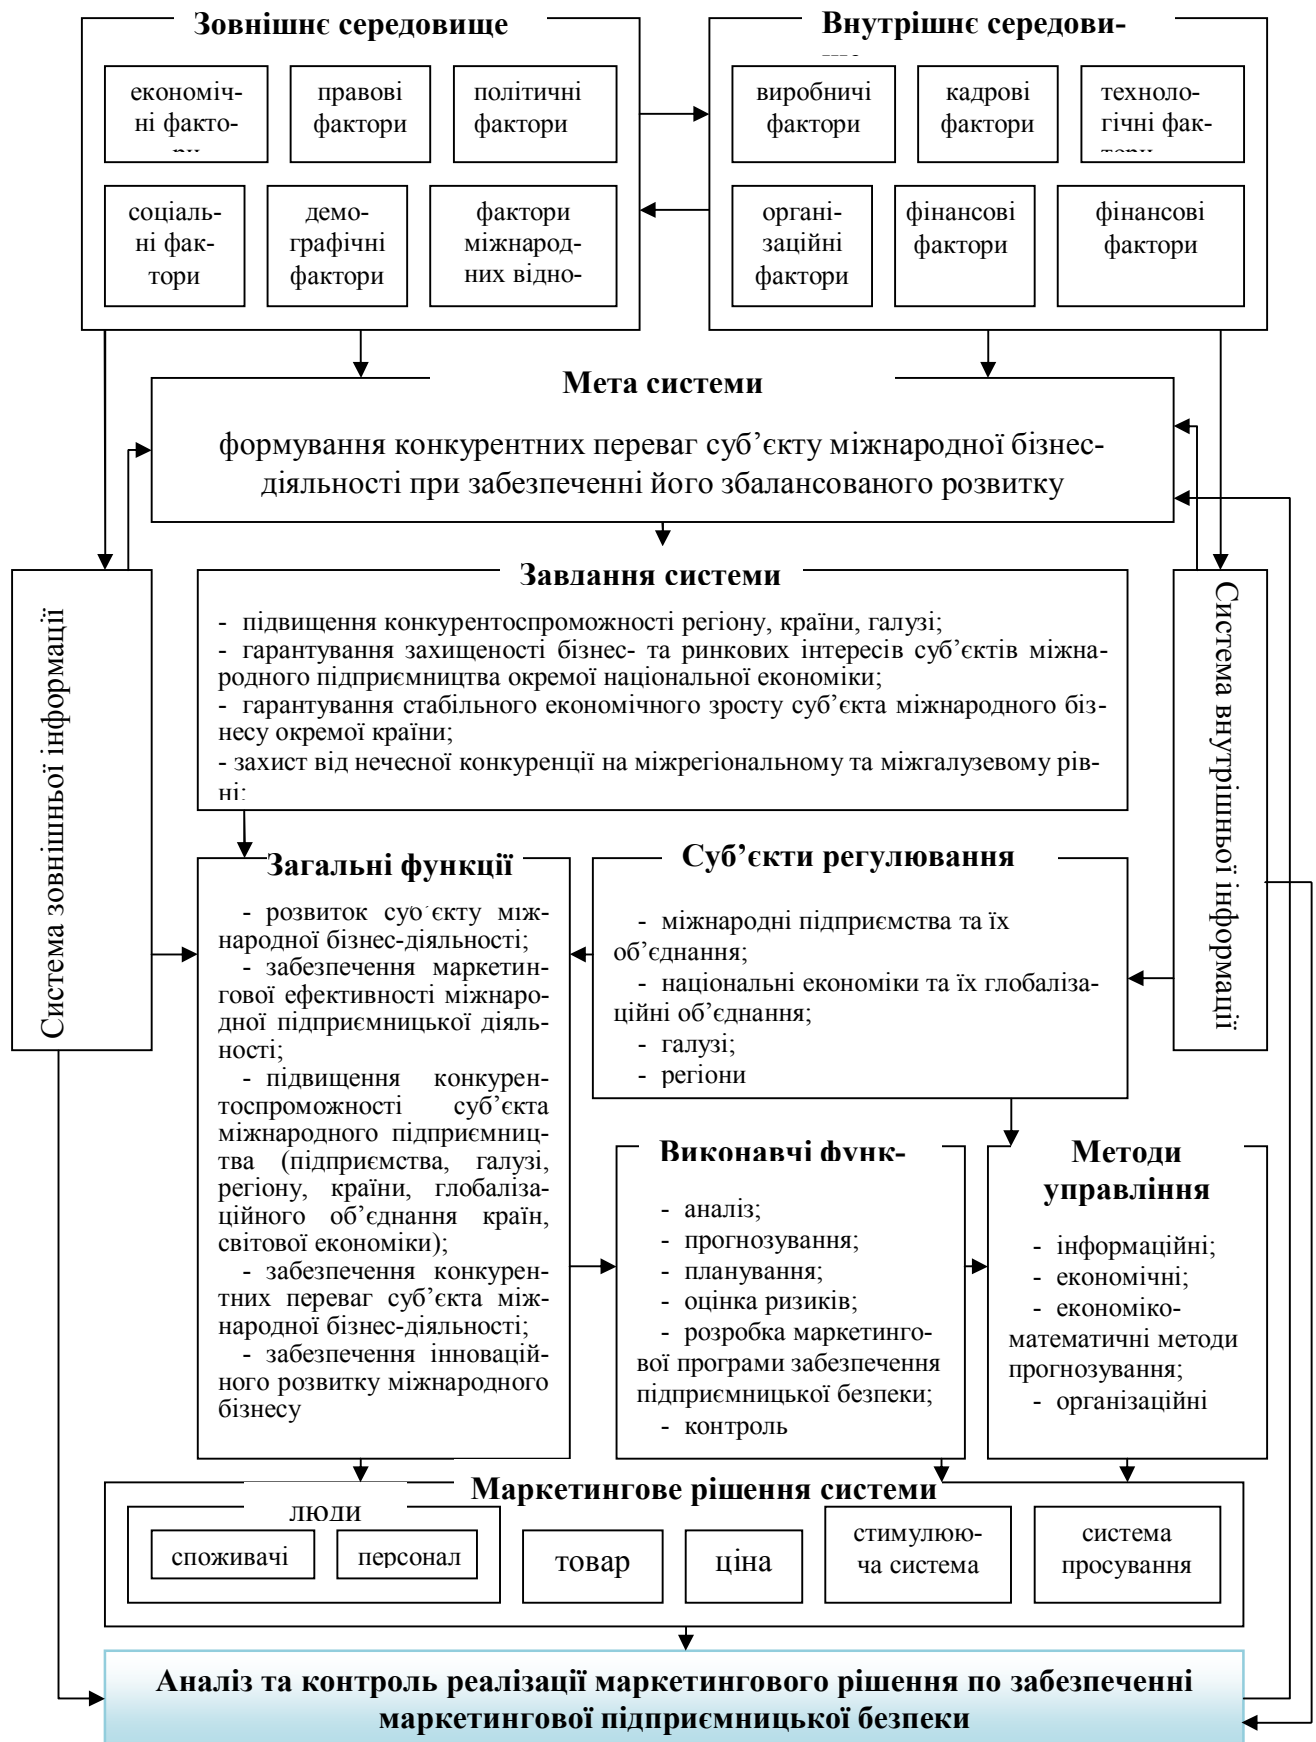 Зовнішнє середовище
економіч-
ні факто-
ри
правові
фактори
політичні
фактори
соціаль-
ні фак-
тори
демо-
графічні
фактори
фактори
міжнарод-
них відно-
Внутрішнє середови-
виробничі
фактори
кадрові
фактори
техноло-
гічні фак-
тори
органі-
заційні
фактори
фінансові
фактори
фінансові
фактори
Мета системи
формування конкурентних переваг суб’єкту міжнародної бізнес-
діяльності при забезпеченні його збалансованого розвитку
Система зовнішньої інформації
Завдання системи
- підвищення конкурентоспроможності регіону, країни, галузі;
- гарантування захищеності бізнес- та ринкових інтересів суб’єктів міжна-
родного підприємництва окремої національної економіки;
- гарантування стабільного економічного зросту суб’єкта міжнародного біз-
несу окремої країни;
- захист від нечесної конкуренції на міжрегіональному та міжгалузевому рів-
ні;
Система внутрішньої інформації
Загальні функції
- розвиток суб’єкту між-
народної бізнес-діяльності;
- забезпечення маркетин-
гової ефективності міжнаро-
дної підприємницької діяль-
ності;
- підвищення конкурен-
тоспроможності суб’єкта
міжнародного підприємниц-
тва (підприємства, галузі,
регіону, країни, глобаліза-
ційного об’єднання країн,
світової економіки);
- забезпечення конкурен-
тних переваг суб’єкта між-
народної бізнес-діяльності;
- забезпечення інновацій-
ного розвитку міжнародного
бізнесу
Суб’єкти регулювання
- міжнародні підприємства та їх
об’єднання;
- національні економіки та їх глобаліза-
ційні об’єднання;
- галузі;
- регіони
Виконавчі функ-
- аналіз;
- прогнозування;
- планування;
- оцінка ризиків;
- розробка маркетинго-
вої програми забезпечення
підприємницької безпеки;
- контроль
Методи
управління
- інформаційні;
- економічні;
- економіко-
математичні методи
прогнозування;
- організаційні
Маркетингове рішення системи
люди
споживачі
персонал
товар
ціна
стимулюю-
ча система
система
просування
Аналіз та контроль реалізації маркетингового рішення по забезпеченні
маркетингової підприємницької безпеки